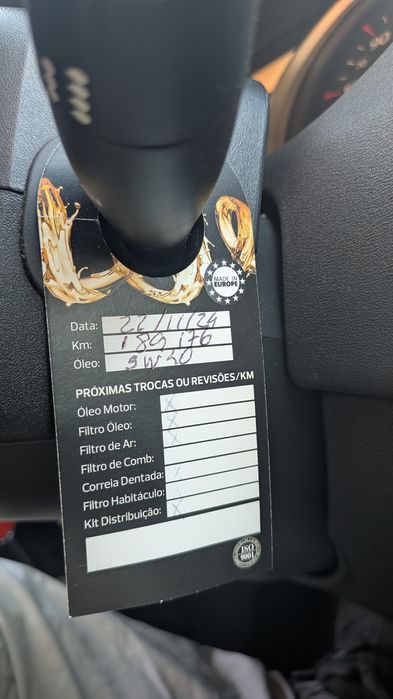 MADE IN
EUROPE
Data: 22/11/24
Km: 189 176
Óleo: 5W30
PRÓXIMAS TROCAS OU REVISÕES/KM
Óleo Motor: X
Filtro Óleo: X
Filtro de Ar: X
Filtro de Comb:
Correia Dentada:
Filtro Habitáculo: X
Kit Distribuição: X
ISO
9001